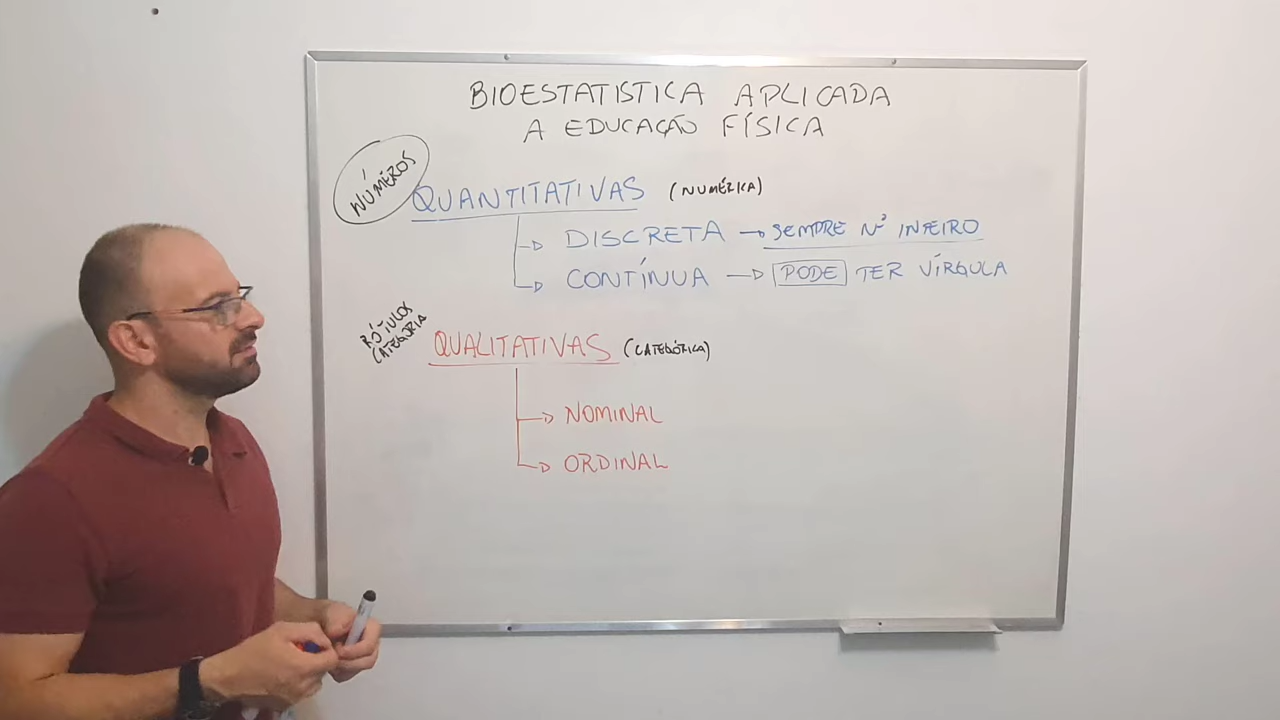 BIOESTATISTICA APLICADA
A EDUCAÇÃO FÍSICA
NÚMEROS
QUANTITATIVAS (NUMÉRICA)
DISCRETA → SEMPRE Nº INTEIRO
CONTÍNUA → PODE TER VÍRGULA
RÓTULOS
CATEGORIA
QUALITATIVAS (CATEGÓRICA)
NOMINAL
ORDINAL